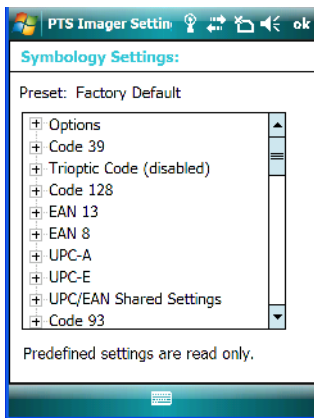 PTS Imager Settin
ok
Symbology Settings:
Preset: Factory Default
Options
Code 39
Trioptic Code (disabled)
Code 128
EAN 13
EAN 8
UPC-A
UPC-E
UPC/EAN Shared Settings
Code 93
Predefined settings are read only.